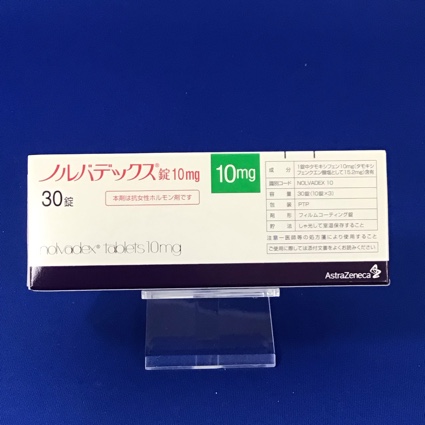 ノルバデックス®錠10mg
10mg
30錠
本剤は抗女性ホルモン剤です
nolvadex® tablets 10mg
成分 1錠中タモキシフェン10mg(タモキシフェンクエン酸塩として15.2mg)含有
識別コード NOLVADEX 10
容量 30錠(10錠×3)
包装 PTP
剤形 フィルムコーティング錠
貯法 しゃ光して室温保存すること
注意-医師等の処方箋により使用すること
ご使用に際しては添付文書をよくお読みください
AstraZeneca